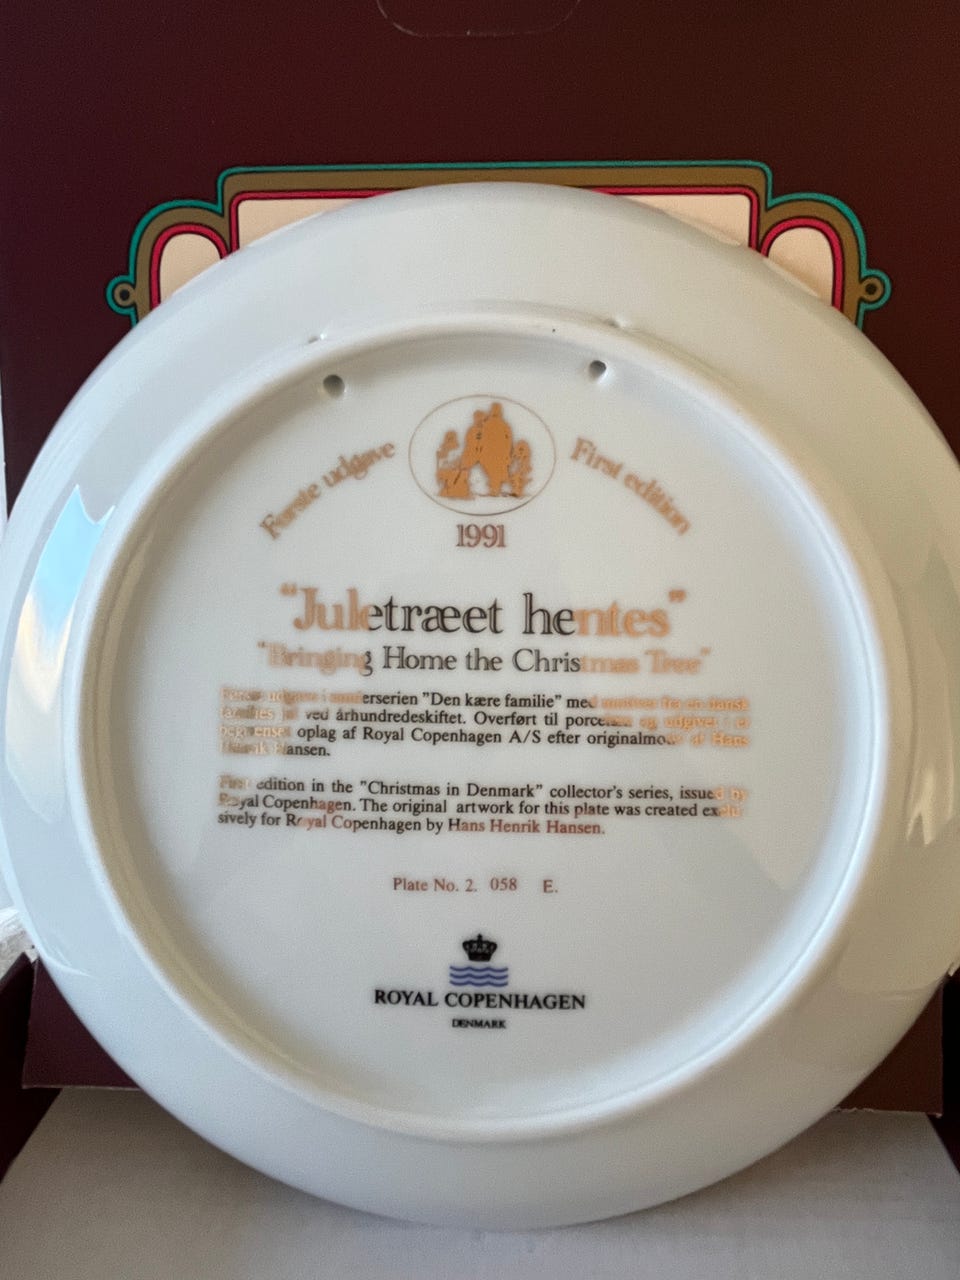 Første udgave
First edition
1991
"Juletræet hentes"
"Bringing Home the Christmas Tree"
Første udgave i samlerserien "Den kære familie" med motiver fra en dansk
families jul ved århundredeskiftet. Overført til porcelæn og udgivet i et
begrænset oplag af Royal Copenhagen A/S efter originalmotiv af Hans
Henrik Hansen.
First edition in the "Christmas in Denmark" collector's series, issued by
Royal Copenhagen. The original artwork for this plate was created exclu-
sively for Royal Copenhagen by Hans Henrik Hansen.
Plate No. 2. 058 E.
ROYAL COPENHAGEN
DENMARK